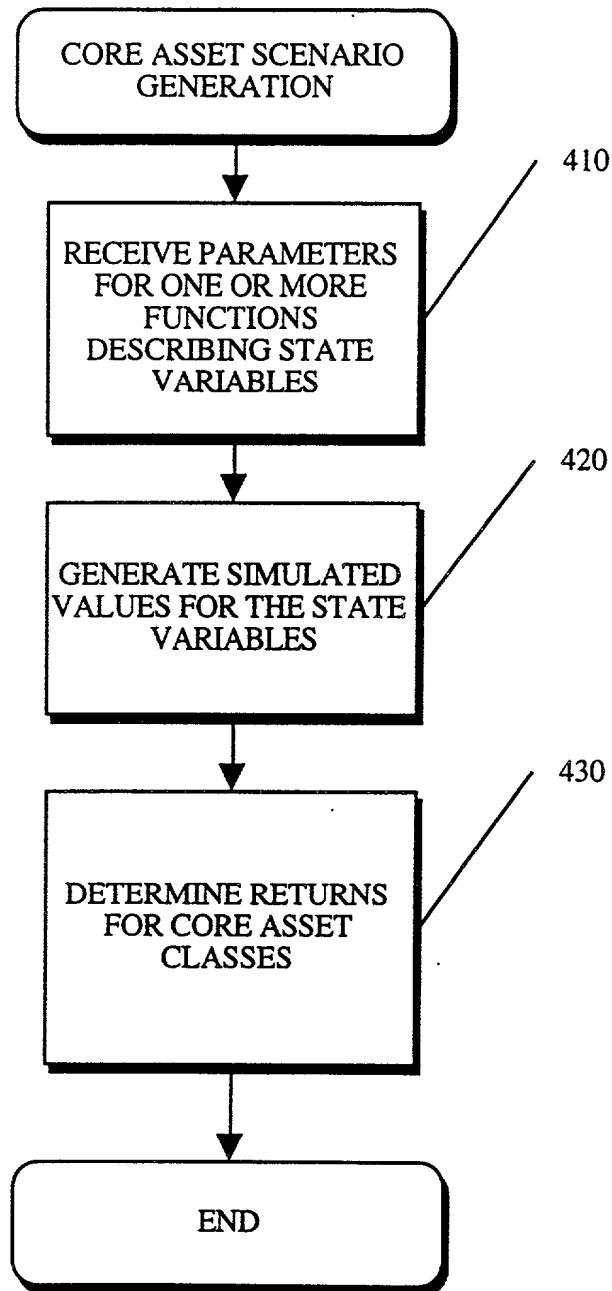 CORE ASSET SCENARIO
GENERATION
410
RECEIVE PARAMETERS
FOR ONE OR MORE
FUNCTIONS
DESCRIBING STATE
VARIABLES
420
GENERATE SIMULATED
VALUES FOR THE STATE
VARIABLES
430
DETERMINE RETURNS
FOR CORE ASSET
CLASSES
END